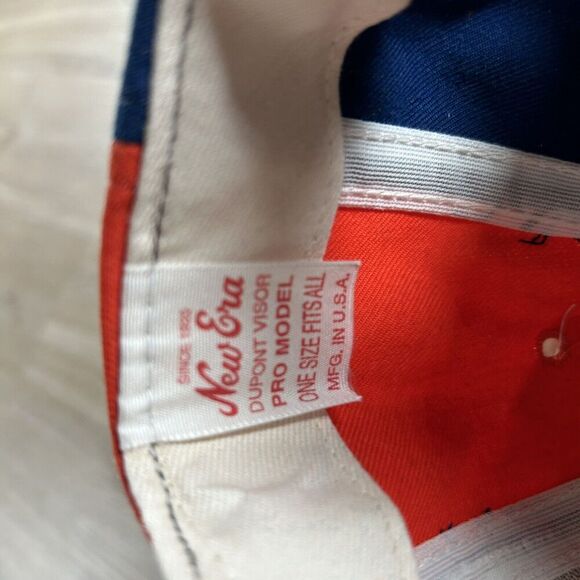 SINCE 1920
New Era
DUPONT VISOR
PRO MODEL
ONE SIZE FITS ALL
MFG. IN U.S.A.